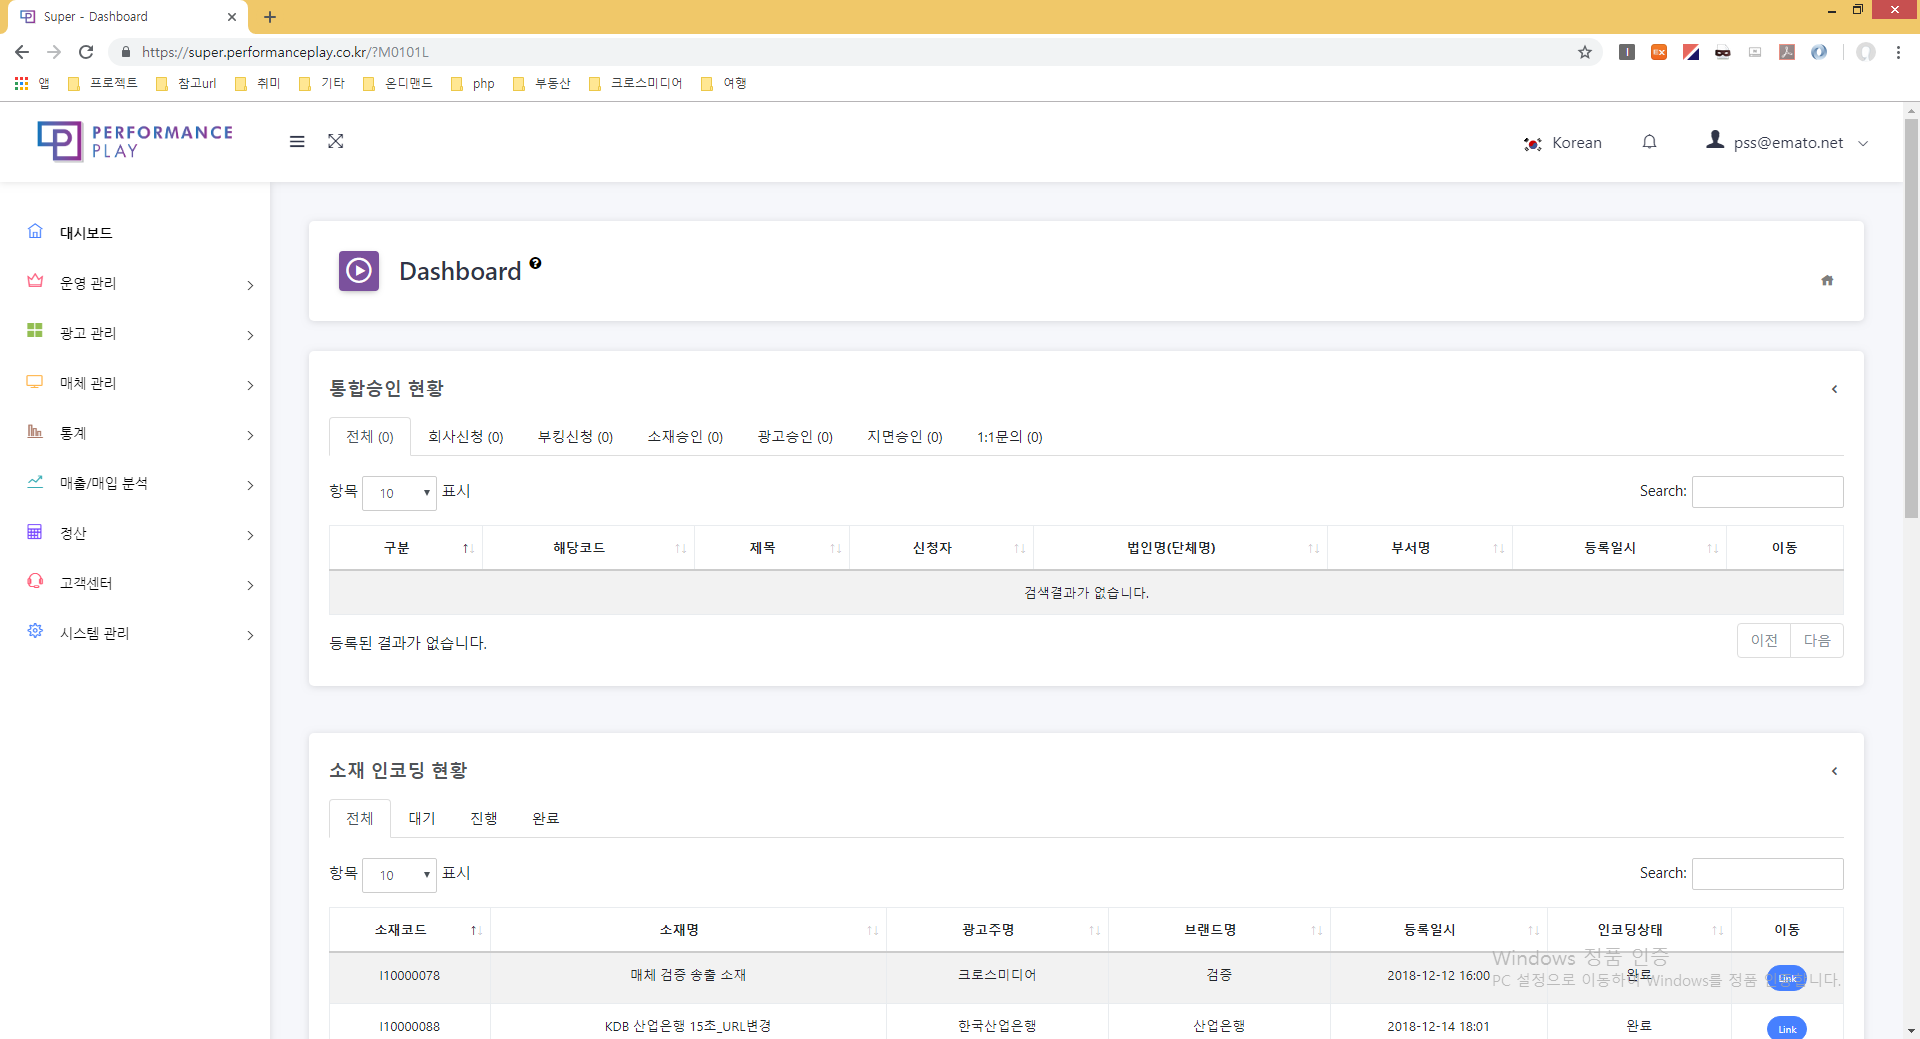 Super - Dashboard
https://super.performanceplay.co.kr/?M0101L
앱 프로젝트 참고url 취미 기타 온디맨드 php 부동산 크로스미디어 여행
PERFORMANCE
PLAY
Korean
pss@emato.net
대시보드
운영 관리
광고 관리
매체 관리
통계
매출/매입 분석
정산
고객센터
시스템 관리
Dashboard
통합승인 현황
전체 (0) 회사신청 (0) 부킹신청 (0) 소재승인 (0) 광고승인 (0) 지면승인 (0) 1:1문의 (0)
항목 10 표시 Search:
구분 해당코드 제목 신청자 법인명(단체명) 부서명 등록일시 이동
검색결과가 없습니다.
등록된 결과가 없습니다.
이전 다음
소재 인코딩 현황
전체 대기 진행 완료
항목 10 표시 Search:
소재코드 소재명 광고주명 브랜드명 등록일시 인코딩상태 이동
I10000078 매체 검증 송출 소재 크로스미디어 검증 2018-12-12 16:00 완료 Link
I10000088 KDB 산업은행 15초_URL변경 한국산업은행 산업은행 2018-12-14 18:01 완료 Link
Windows 정품 인증
PC 설정으로 이동하여 Windows를 정품 인증합니다.